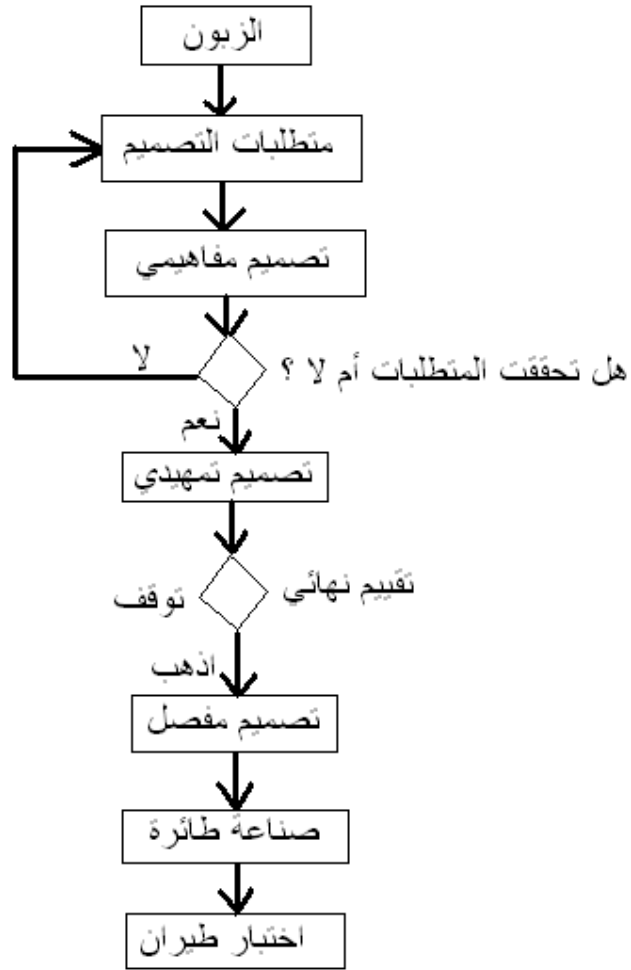 الزبون
متطلبات التصميم
تصميم مفاهيمي
هل تحققت المتطلبات أم لا ؟
لا
نعم
تصميم تمهيدي
تقييم نهائي
توقف
اذهب
تصميم مفصل
صناعة طائرة
اختبار طيران